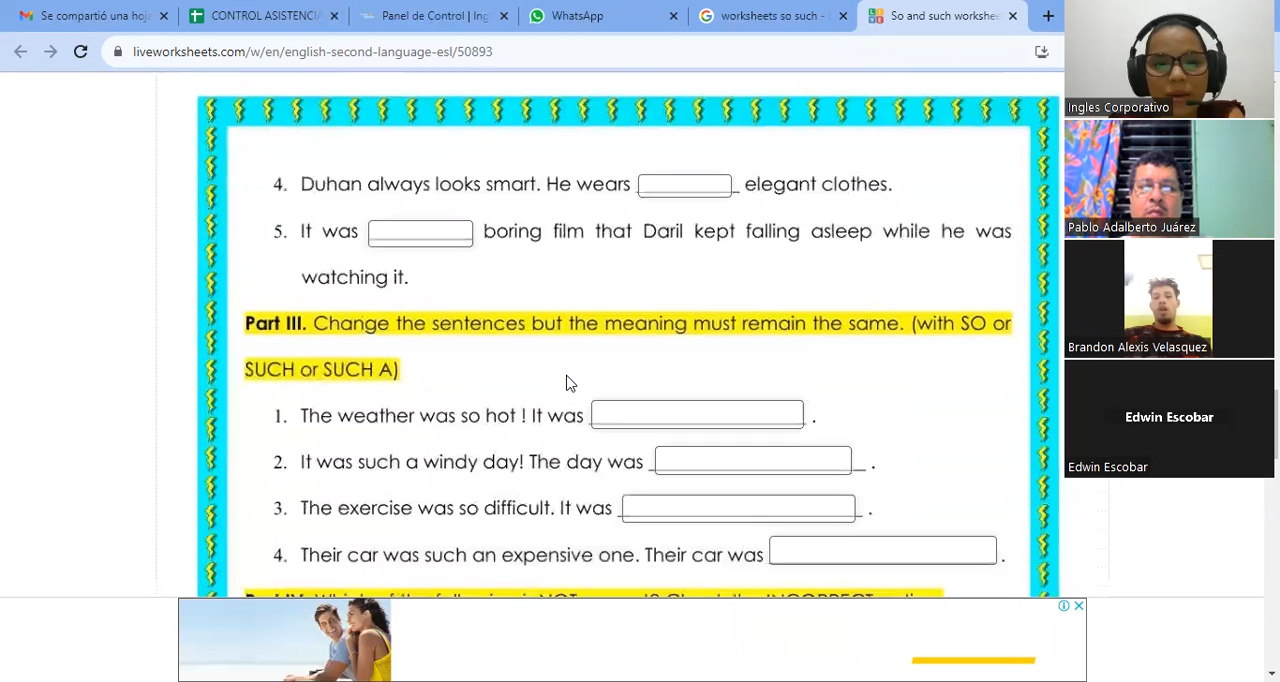 Se compartió una hoja
CONTROL ASISTENCIA
Panel de Control | Ing
WhatsApp
worksheets so such -
So and such workshee
liveworksheets.com/w/en/english-second-language-esl/50893
4. Duhan always looks smart. He wears elegant clothes.
5. It was boring film that Daril kept falling asleep while he was
watching it.
Part III. Change the sentences but the meaning must remain the same. (with SO or
SUCH or SUCH A)
1. The weather was so hot ! It was .
2. It was such a windy day! The day was .
3. The exercise was so difficult. It was .
4. Their car was such an expensive one. Their car was .
Ingles Corporativo
Pablo Adalberto Juárez
Brandon Alexis Velasquez
Edwin Escobar
Edwin Escobar